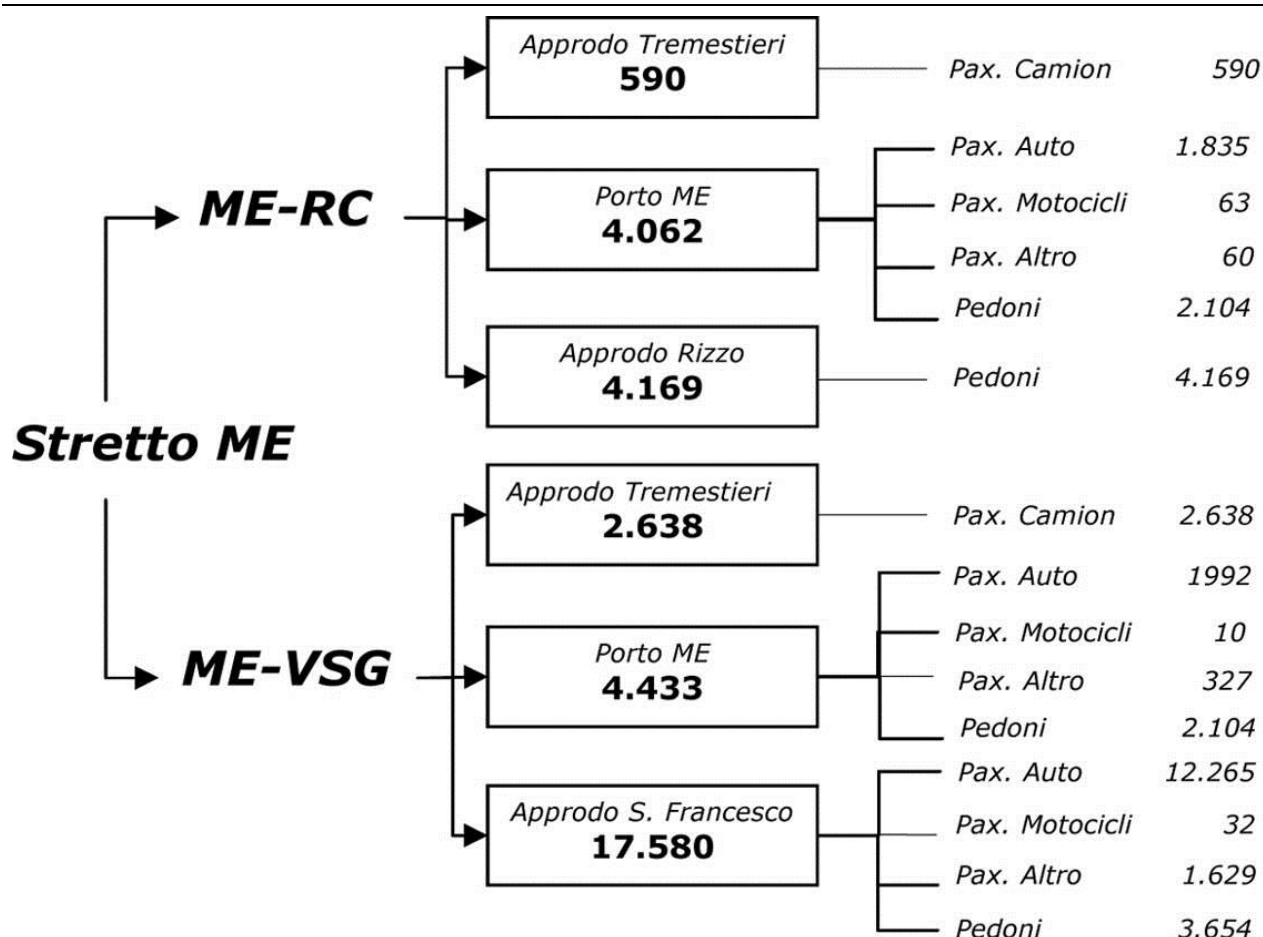 Stretto ME
ME-RC
Approdo Tremestieri
590
Pax. Camion 590
Porto ME
4.062
Pax. Auto 1.835
Pax. Motocicli 63
Pax. Altro 60
Pedoni 2.104
Approdo Rizzo
4.169
Pedoni 4.169
ME-VSG
Approdo Tremestieri
2.638
Pax. Camion 2.638
Porto ME
4.433
Pax. Auto 1992
Pax. Motocicli 10
Pax. Altro 327
Pedoni 2.104
Approdo S. Francesco
17.580
Pax. Auto 12.265
Pax. Motocicli 32
Pax. Altro 1.629
Pedoni 3.654